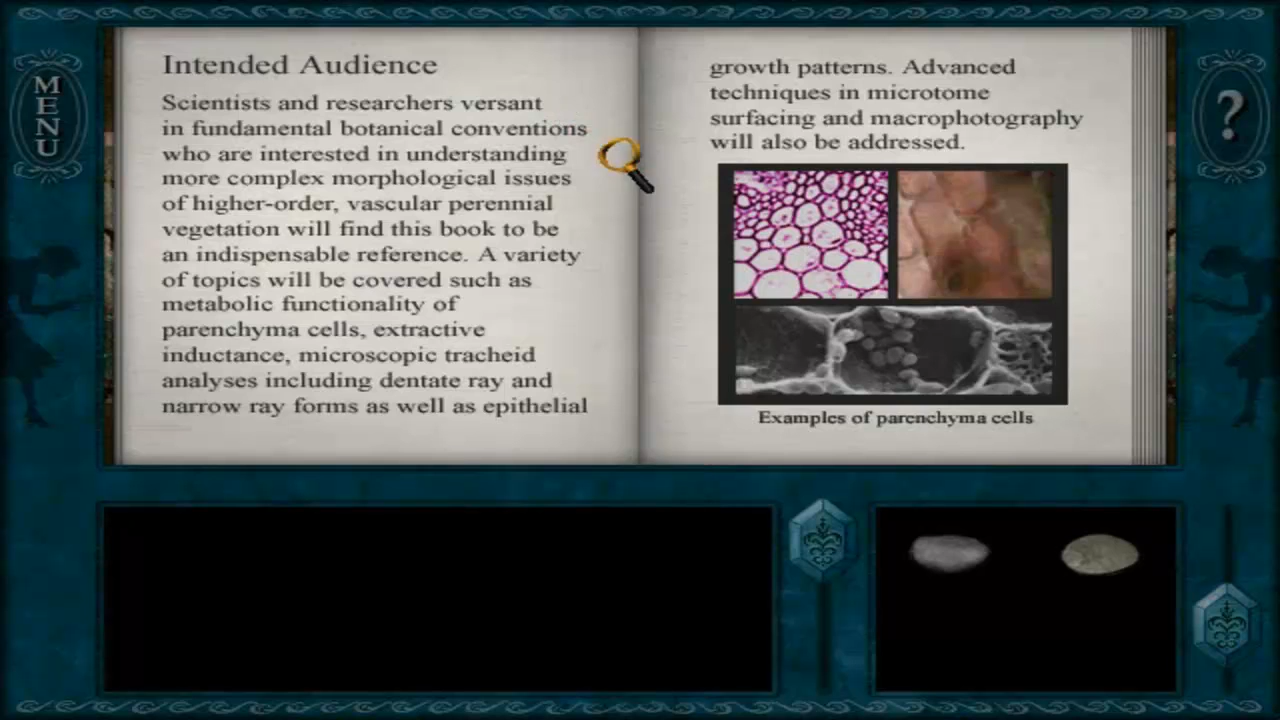 MENU
Intended Audience
Scientists and researchers versant
in fundamental botanical conventions
who are interested in understanding
more complex morphological issues
of higher-order, vascular perennial
vegetation will find this book to be
an indispensable reference. A variety
of topics will be covered such as
metabolic functionality of
parenchyma cells, extractive
inductance, microscopic tracheid
analyses including dentate ray and
narrow ray forms as well as epithelial
growth patterns. Advanced
techniques in microtome
surfacing and macrophotography
will also be addressed.
Examples of parenchyma cells
?